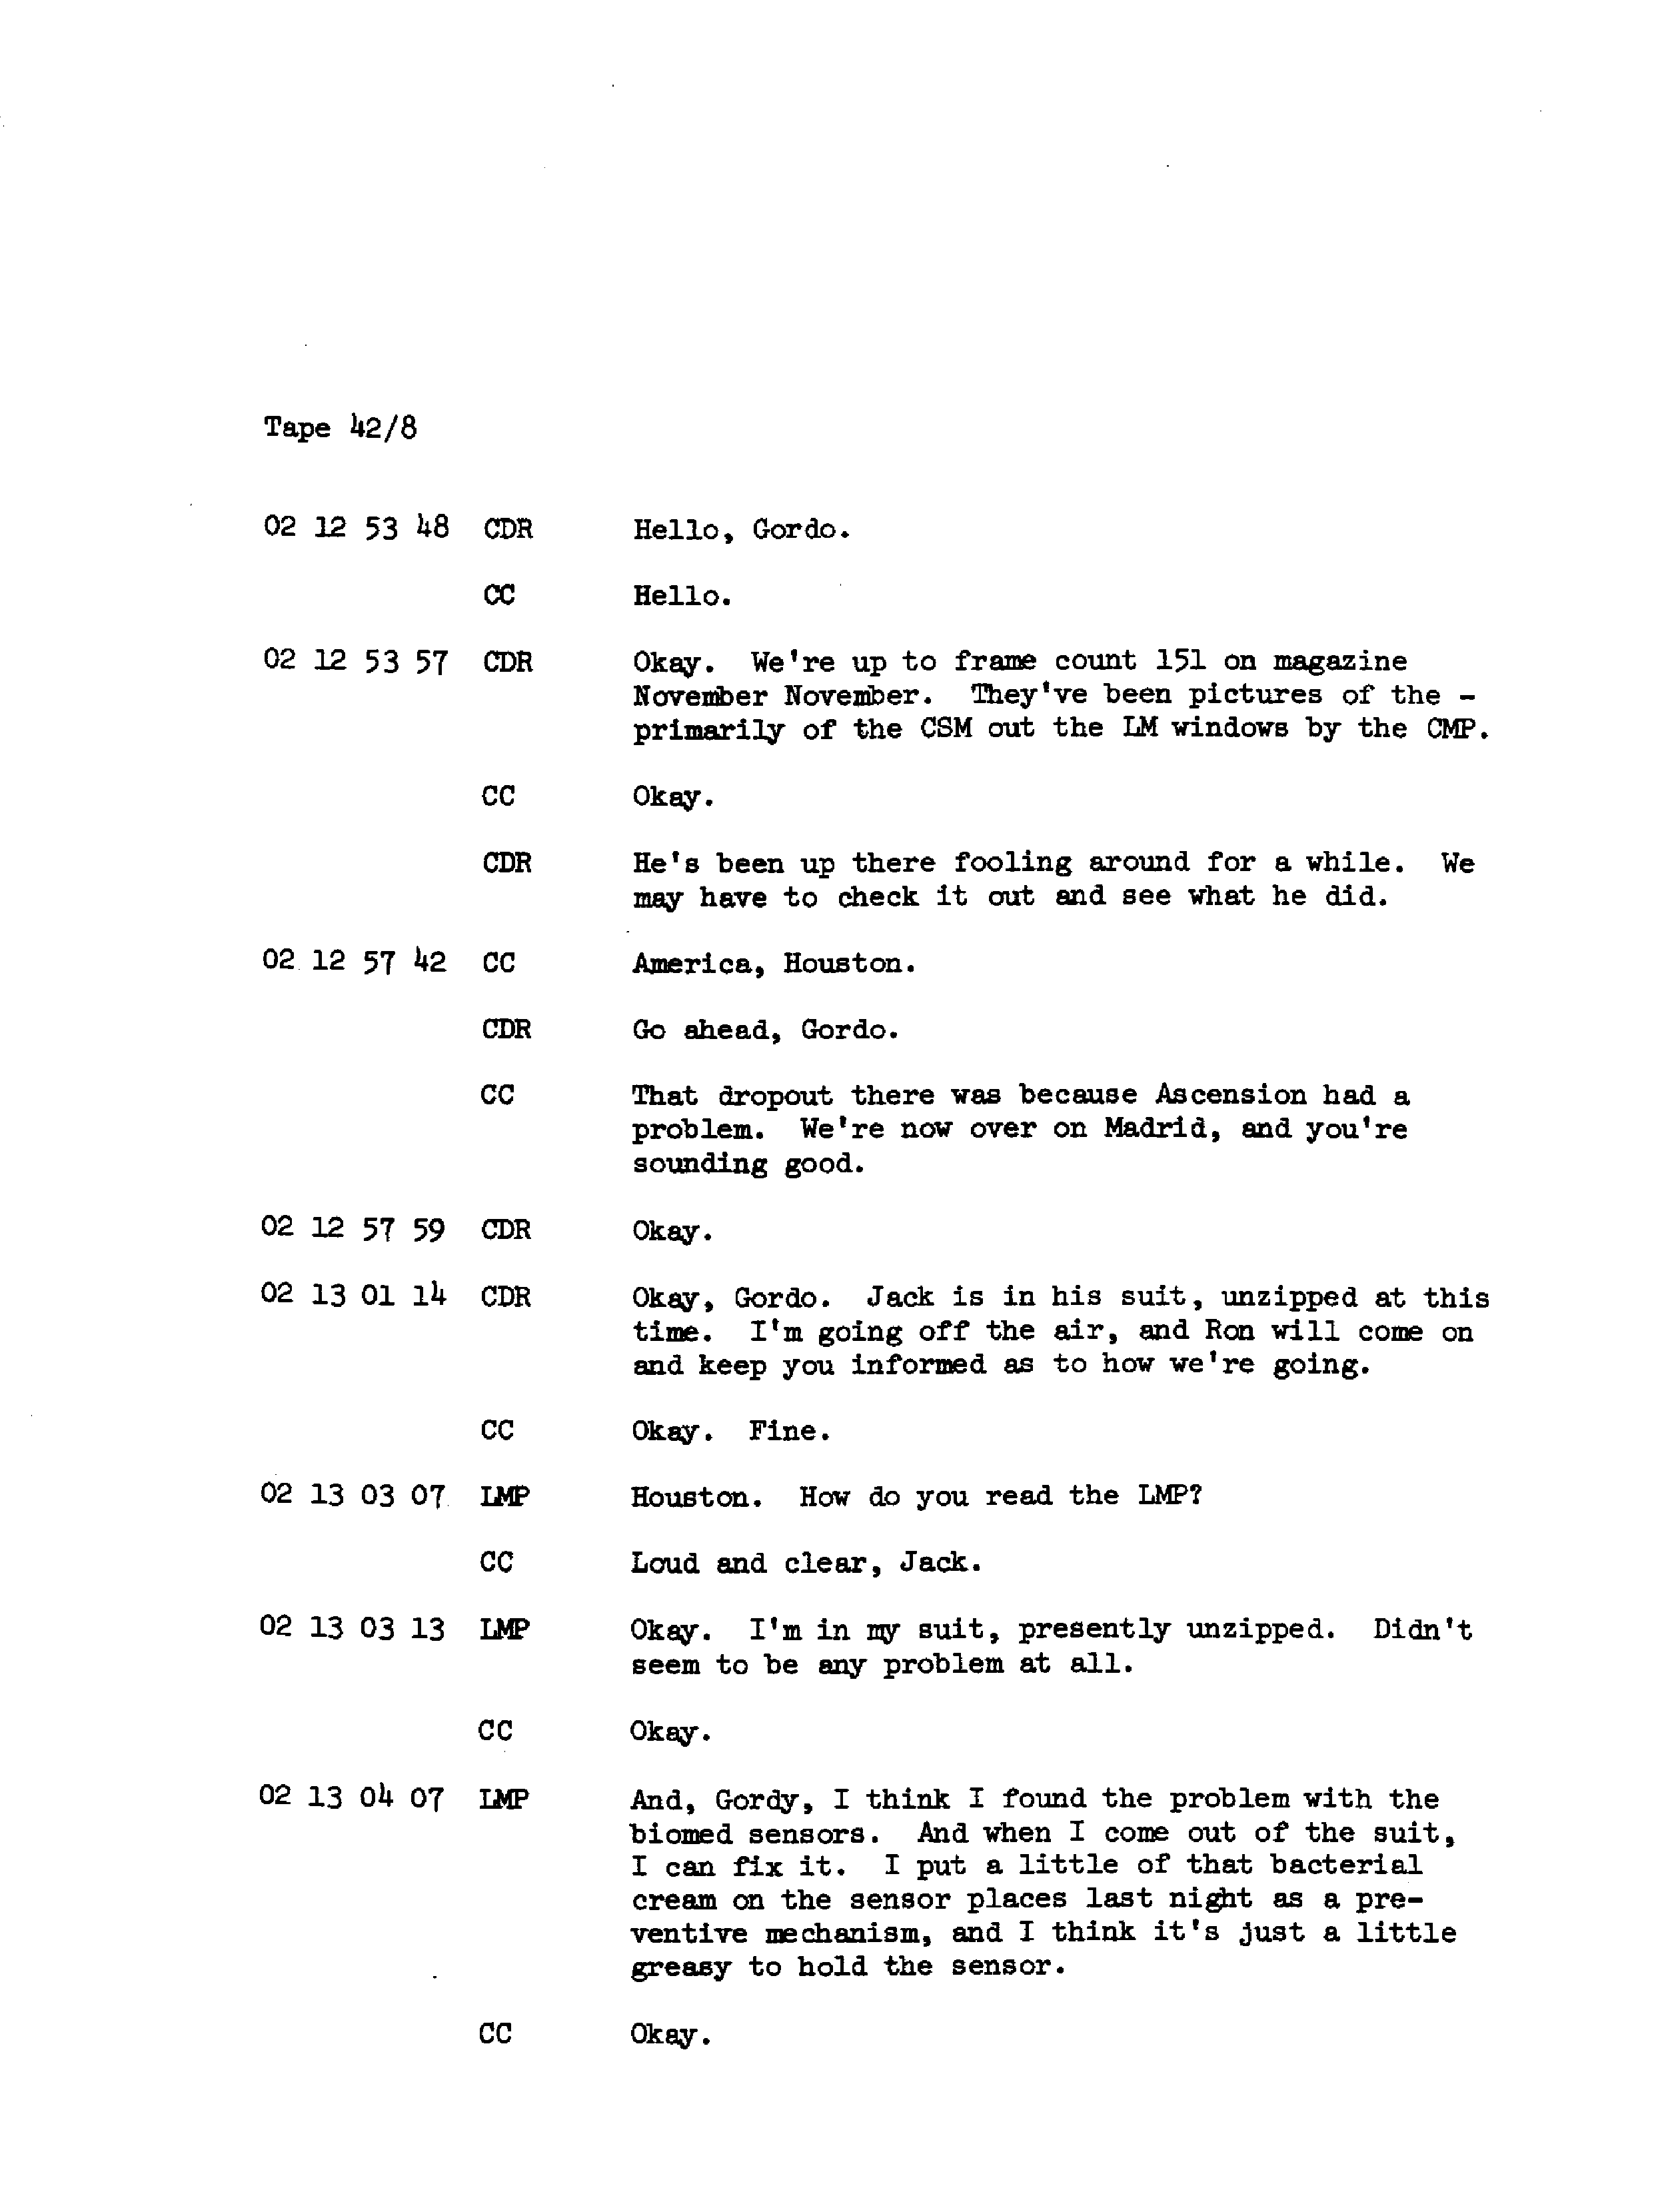 Tape 42/8
02 12 53 48 CDR Hello, Gordo.
CC Hello.
02 12 53 57 CDR Okay. We're up to frame count 151 on magazine
November November. They've been pictures of the -
primarily of the CSM out the LM windows by the CMP.
CC Okay.
CDR He's been up there fooling around for a while. We
may have to check it out and see what he did.
02 12 57 42 CC America, Houston.
CDR Go ahead, Gordo.
CC That dropout there was because Ascension had a
problem. We're now over on Madrid, and you're
sounding good.
02 12 57 59 CDR Okay.
02 13 01 14 CDR Okay, Gordo. Jack is in his suit, unzipped at this
time. I'm going off the air, and Ron will come on
and keep you informed as to how we're going.
CC Okay. Fine.
02 13 03 07 LMP Houston. How do you read the LMP?
CC Loud and clear, Jack.
02 13 03 13 LMP Okay. I'm in my suit, presently unzipped. Didn't
seem to be any problem at all.
CC Okay.
02 13 04 07 LMP And, Gordy, I think I found the problem with the
biomed sensors. And when I come out of the suit,
I can fix it. I put a little of that bacterial
cream on the sensor places last night as a pre-
ventive mechanism, and I think it's just a little
greasy to hold the sensor.
CC Okay.